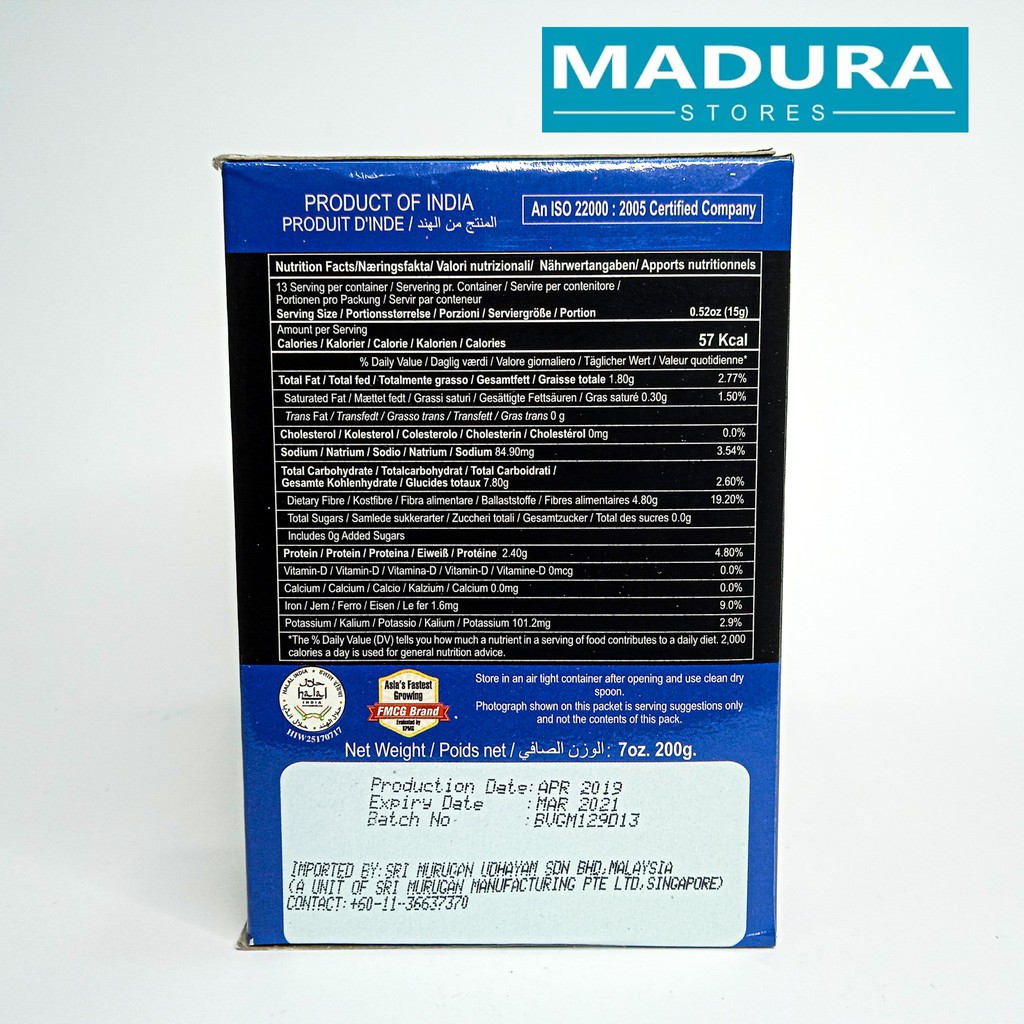 MADURA
STORES
PRODUCT OF INDIA
PRODUIT D'INDE / المنتج من الهند
An ISO 22000 : 2005 Certified Company
Nutrition Facts/Næringsfakta/ Valori nutrizionali/ Nährwertangaben/ Apports nutritionnels
13 Serving per container / Servering pr. Container / Servire per contenitore /
Portionen pro Packung / Servir par conteneur
Serving Size / Portionsstørrelse / Porzioni / Serviergröße / Portion 0.52oz (15g)
Amount per Serving
Calories / Kalorier / Calorie / Kalorien / Calories 57 Kcal
% Daily Value / Daglig værdi / Valore giornaliero / Täglicher Wert / Valeur quotidienne*
Total Fat / Total fed / Totalmente grasso / Gesamtfett / Graisse totale 1.80g 2.77%
Saturated Fat / Mættet fedt / Grassi saturi / Gesättigte Fettsäuren / Gras saturé 0.30g 1.50%
Trans Fat / Transfedt / Grasso trans / Transfett / Gras trans 0 g
Cholesterol / Kolesterol / Colesterolo / Cholesterin / Cholestérol 0mg 0.0%
Sodium / Natrium / Sodio / Natrium / Sodium 84.90mg 3.54%
Total Carbohydrate / Totalcarbohydrat / Total Carboidrati /
Gesamte Kohlenhydrate / Glucides totaux 7.80g 2.60%
Dietary Fibre / Kostfibre / Fibra alimentare / Ballaststoffe / Fibres alimentaires 4.80g 19.20%
Total Sugars / Samlede sukkerarter / Zuccheri totali / Gesamtzucker / Total des sucres 0.0g
Includes 0g Added Sugars
Protein / Protein / Proteina / Eiweiß / Protéine 2.40g 4.80%
Vitamin-D / Vitamin-D / Vitamina-D / Vitamin-D / Vitamine-D 0mcg 0.0%
Calcium / Calcium / Calcio / Kalzium / Calcium 0.0mg 0.0%
Iron / Jern / Ferro / Eisen / Le fer 1.6mg 9.0%
Potassium / Kalium / Potassio / Kalium / Potassium 101.2mg 2.9%
*The % Daily Value (DV) tells you how much a nutrient in a serving of food contributes to a daily diet. 2,000
calories a day is used for general nutrition advice.
HALAL INDIA
حلال
halal
INDIA
حلال الهند
HIW25170717
Asia's Fastest
Growing
FMCG Brand
Evaluated by
KPMG
Store in an air tight container after opening and use clean dry
spoon.
Photograph shown on this packet is serving suggestions only
and not the contents of this pack.
Net Weight / Poids net / الوزن الصافي : 7oz. 200g.
Production Date: APR 2019
Expiry Date : MAR 2021
Batch No : BVGM129D13
IMPORTED BY: SRI MURUGAN UDHAYAM SDN BHD, MALAYSIA
(A UNIT OF SRI MURUGAN MANUFACTURING PTE LTD, SINGAPORE)
CONTACT: +60-11-36637370